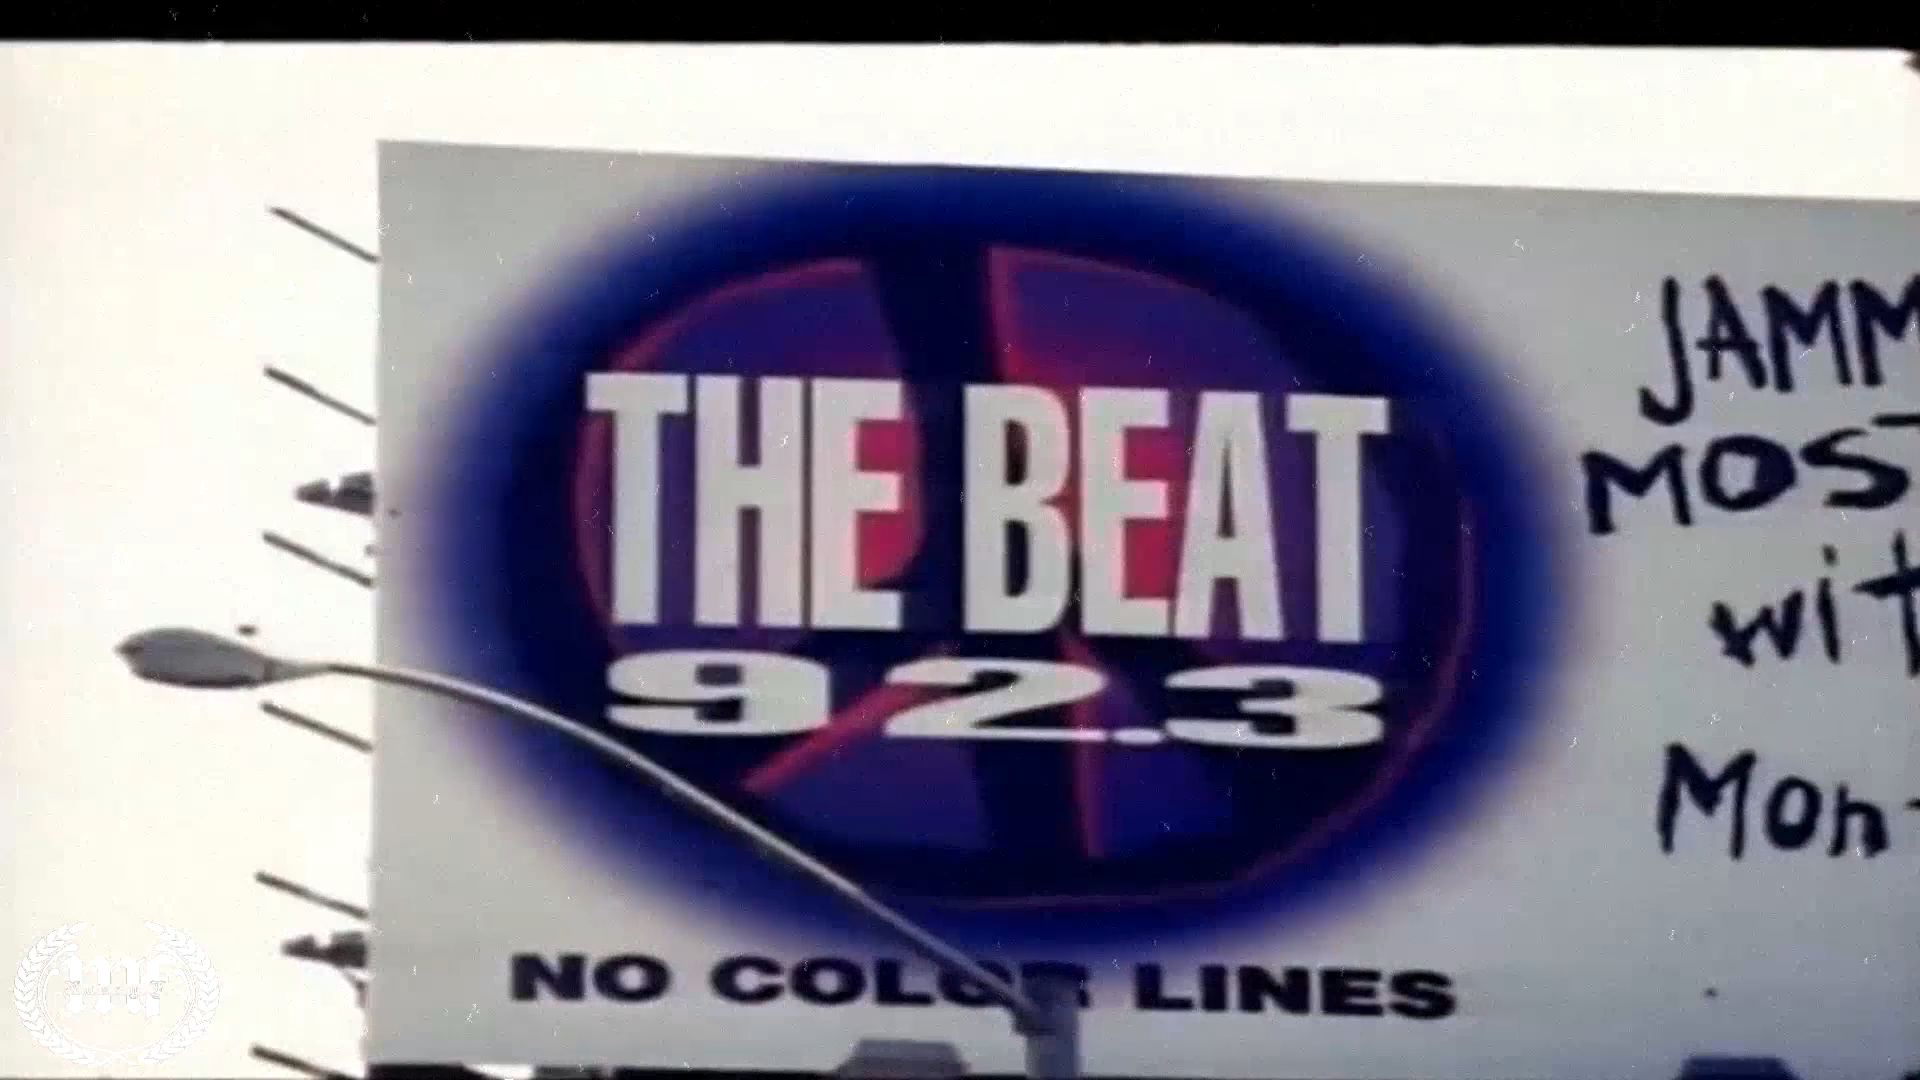 THE BEAT
92.3
NO COLOR LINES
JAMM
MOST
wit
Mon-